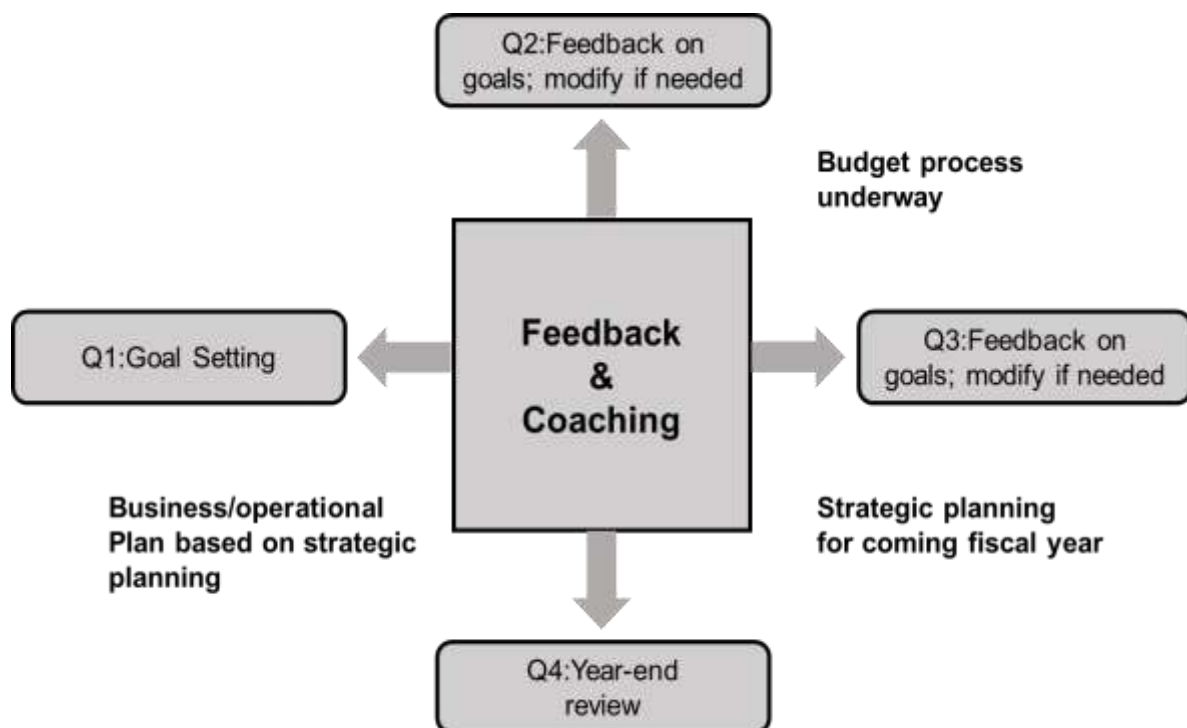 Q2:Feedback on
goals; modify if needed
Budget process
underway
Feedback
&
Coaching
Q1:Goal Setting
Q3:Feedback on
goals; modify if needed
Business/operational
Plan based on strategic
planning
Strategic planning
for coming fiscal year
Q4:Year-end
review